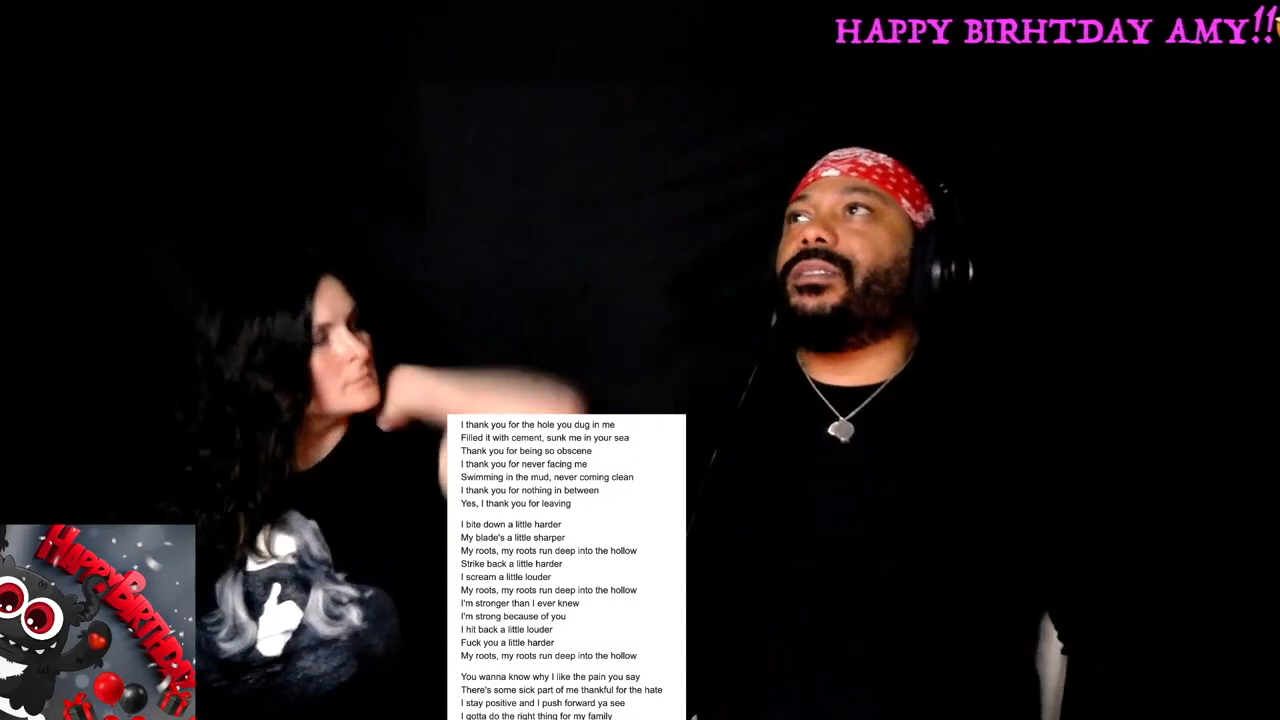 HAPPY BIRHTDAY AMY!!
I thank you for the hole you dug in me
Filled it with cement, sunk me in your sea
Thank you for being so obscene
I thank you for never facing me
Swimming in the mud, never coming clean
I thank you for nothing in between
Yes, I thank you for leaving
I bite down a little harder
My blade's a little sharper
My roots, my roots run deep into the hollow
Strike back a little harder
I scream a little louder
My roots, my roots run deep into the hollow
I'm stronger than I ever knew
I'm strong because of you
I hit back a little louder
Fuck you a little harder
My roots, my roots run deep into the hollow
You wanna know why I like the pain you say
There's some sick part of me thankful for the hate
I stay positive and I push forward ya see
I gotta do the right thing for my family
HAPPY BIRTHDAY